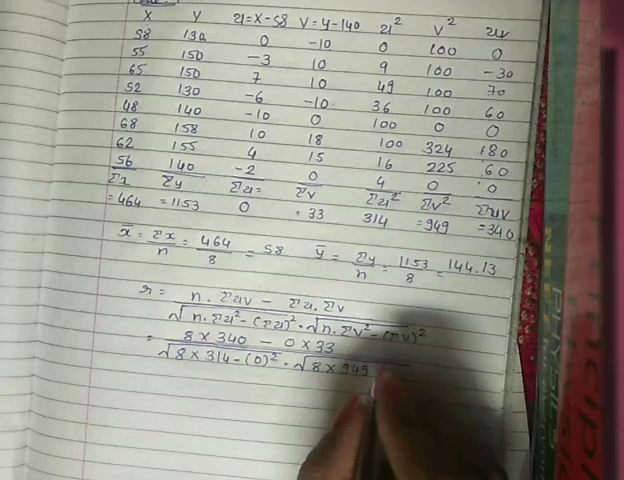 X Y u=X-58 V=Y-140 u² V² uv
58 130 0 -10 0 100 0
55 150 -3 10 9 100 -30
65 150 7 10 49 100 70
52 130 -6 -10 36 100 60
48 140 -10 0 100 0 0
68 158 10 18 100 324 180
62 155 4 15 16 225 60
56 140 -2 0 4 0 0
Σx Σy Σu= Σv Σu² Σv² Σuv
=464 =1153 0 =33 314 =949 =340
x̄ = Σx/n = 464/8 = 58 ȳ = Σy/n = 1153/8 = 144.13
r = n.Σuv - Σu.Σv / √n.Σu²-(Σu)² . √n.Σv²-(Σv)²
= 8×340 - 0×33 / √8×314-(0)² . √8×949
PHYSICS